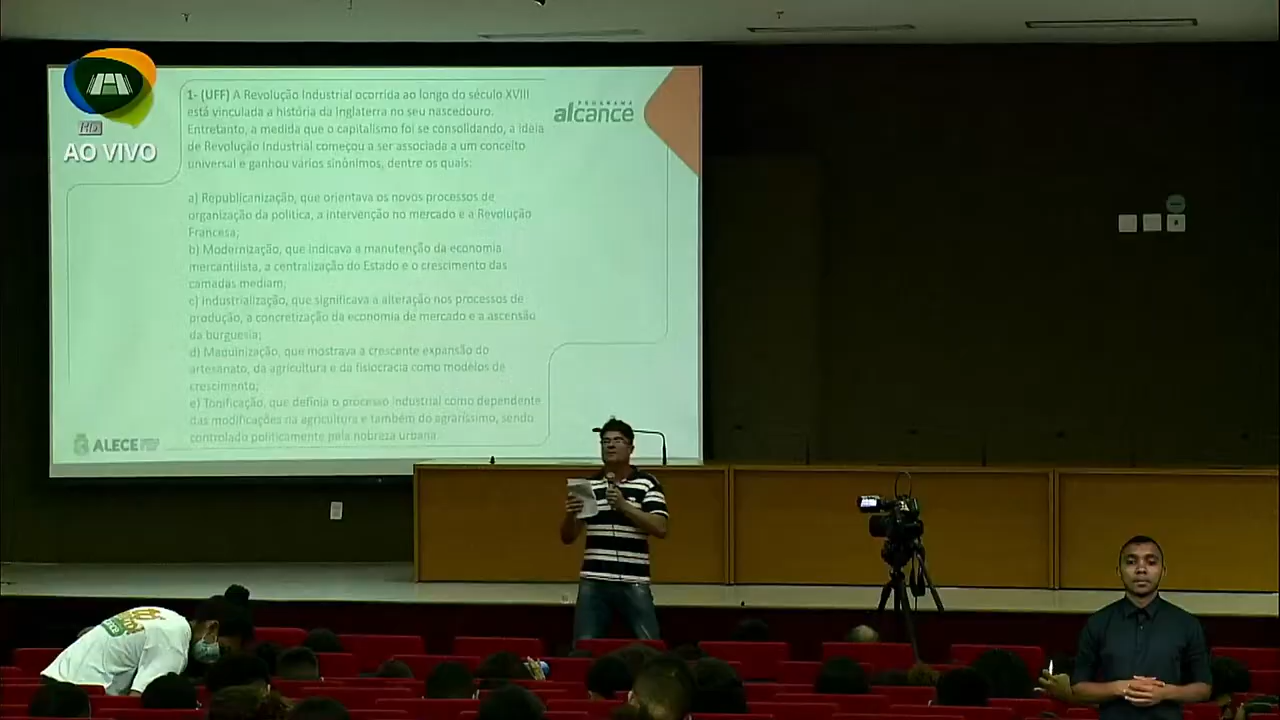 HD
AO VIVO
PROGRAMA
alcance
1- (UFF) A Revolução Industrial ocorrida ao longo do século XVIII
está vinculada a história da Inglaterra no seu nascedouro.
Entretanto, a medida que o capitalismo foi se consolidando, a ideia
de Revolução Industrial começou a ser associada a um conceito
universal e ganhou vários sinônimos, dentre os quais:
a) Republicanização, que orientava os novos processos de
organização da política, a intervenção no mercado e a Revolução
Francesa;
b) Modernização, que indicava a manutenção da economia
mercantilista, a centralização do Estado e o crescimento das
camadas mediam;
c) Industrialização, que significava a alteração nos processos de
produção, a concretização da economia de mercado e a ascensão
da burguesia;
d) Maquinização, que mostrava a crescente expansão do
artesanato, da agricultura e da fisiocracia como modelos de
crescimento;
e) Tonificação, que definia o processo industrial como dependente
das modificações na agricultura e também do agraríssimo, sendo
controlado politicamente pela nobreza urbana
ALECE